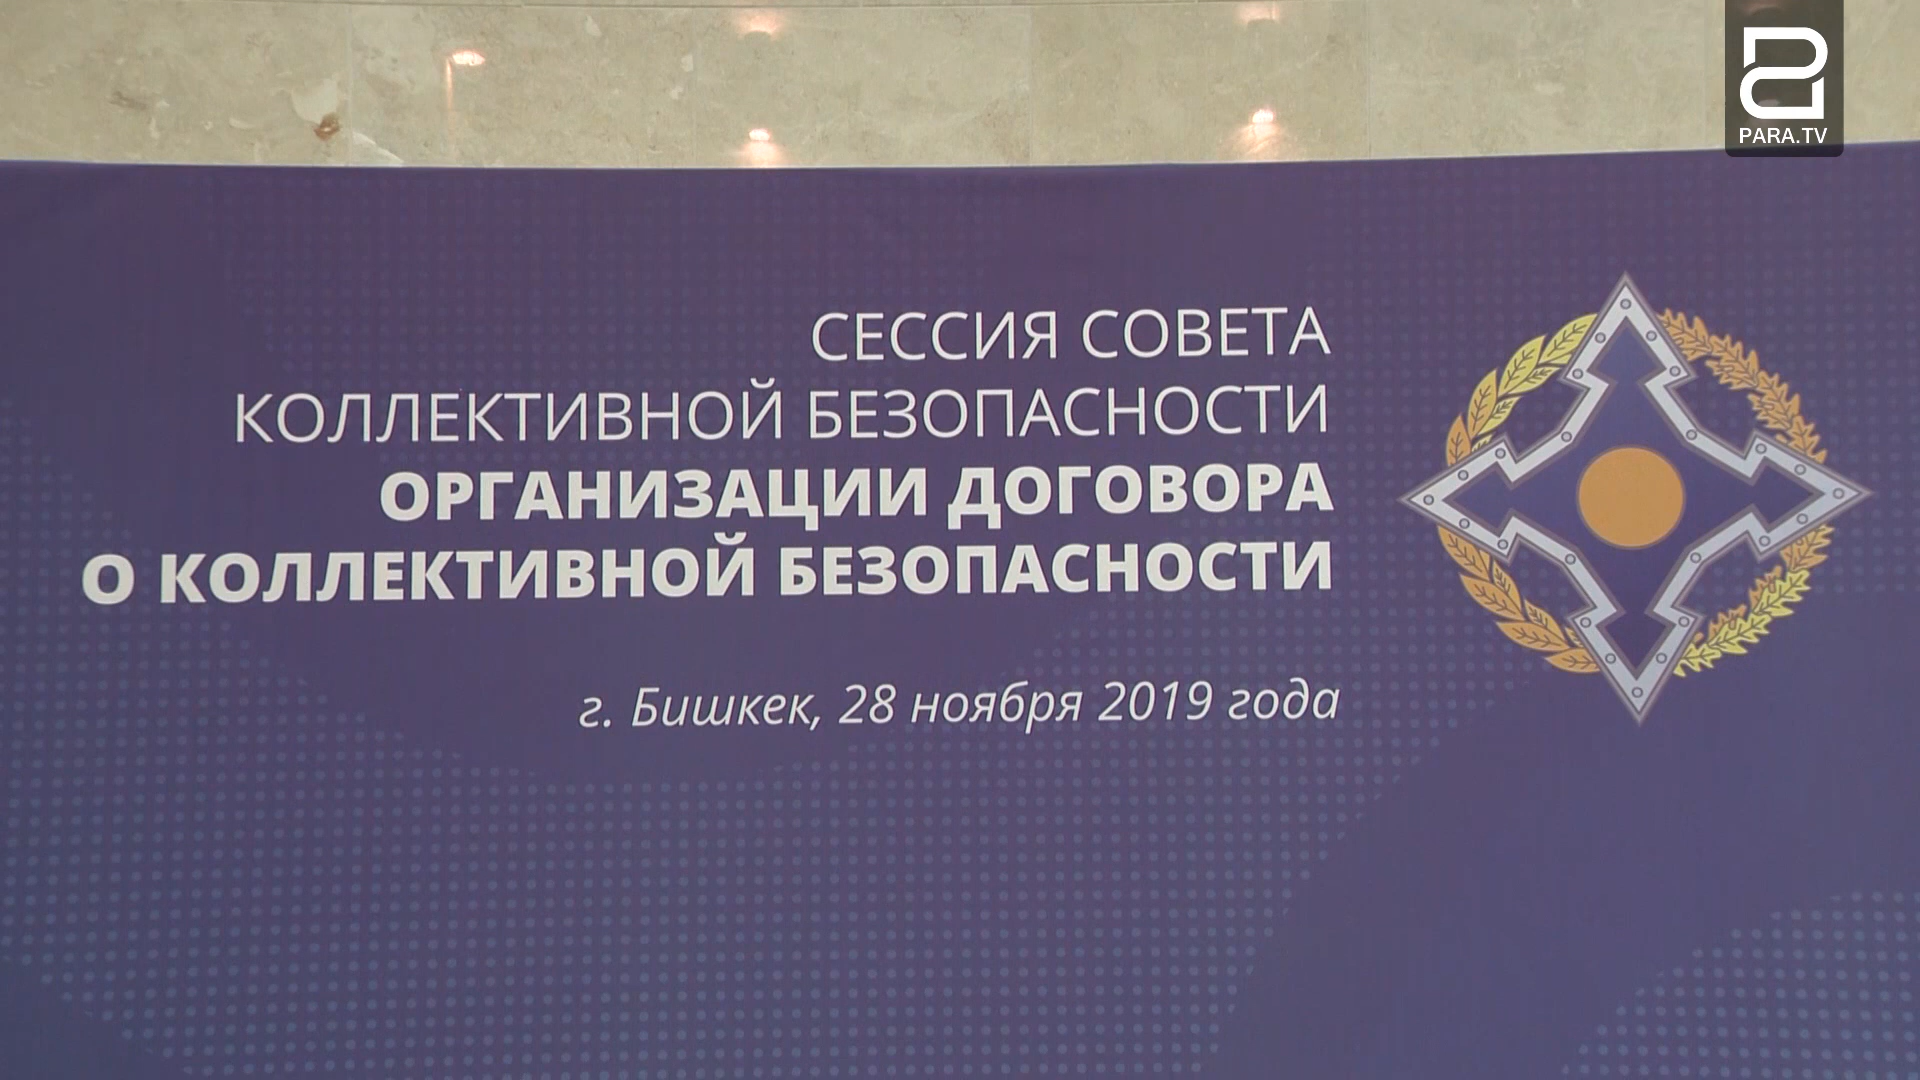 PARA.TV
СЕССИЯ СОВЕТА
КОЛЛЕКТИВНОЙ БЕЗОПАСНОСТИ
ОРГАНИЗАЦИИ ДОГОВОРА
О КОЛЛЕКТИВНОЙ БЕЗОПАСНОСТИ
г. Бишкек, 28 ноября 2019 года